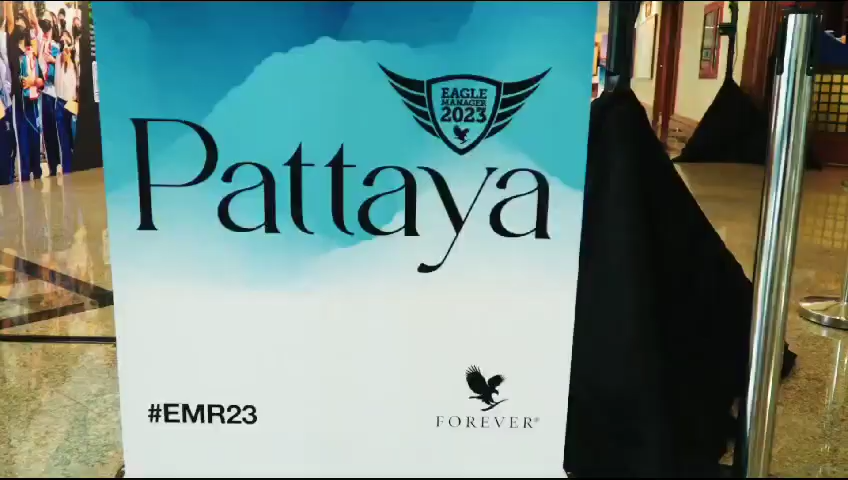 EAGLE
MANAGER
2023
Pattaya
#EMR23
FOREVER®